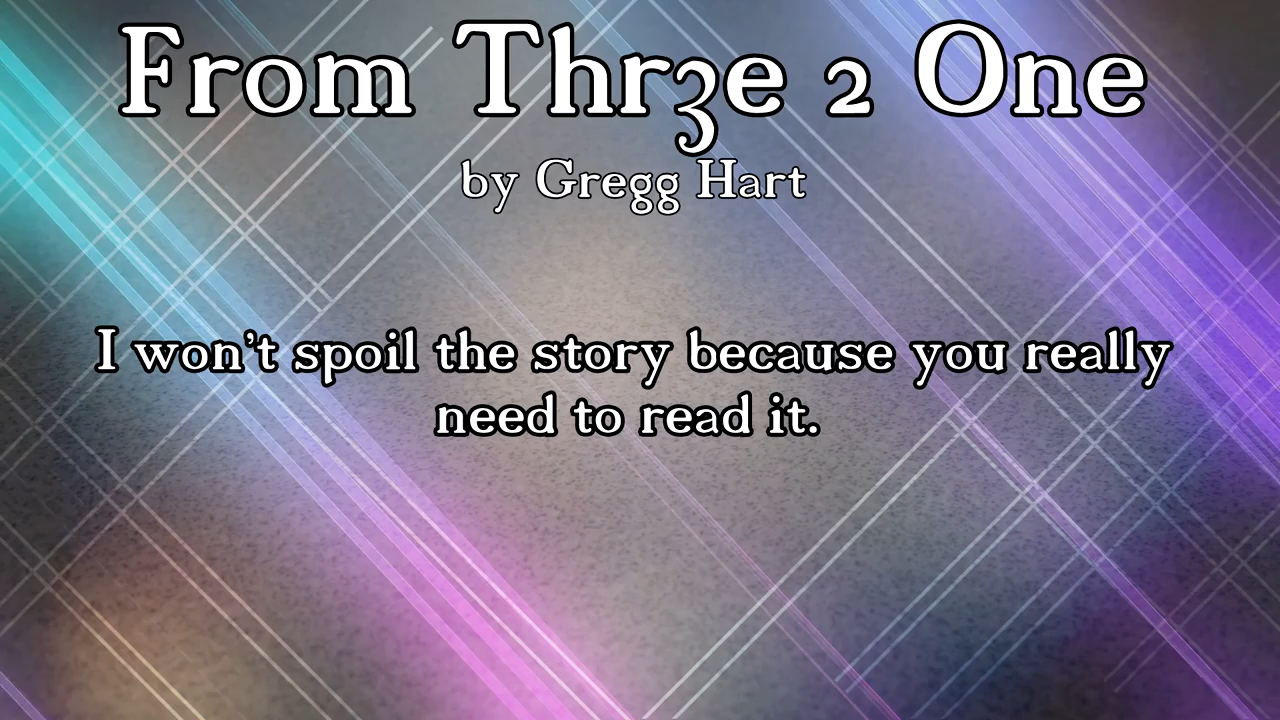 From Thr3e 2 One
by Gregg Hart
I won't spoil the story because you really
need to read it.